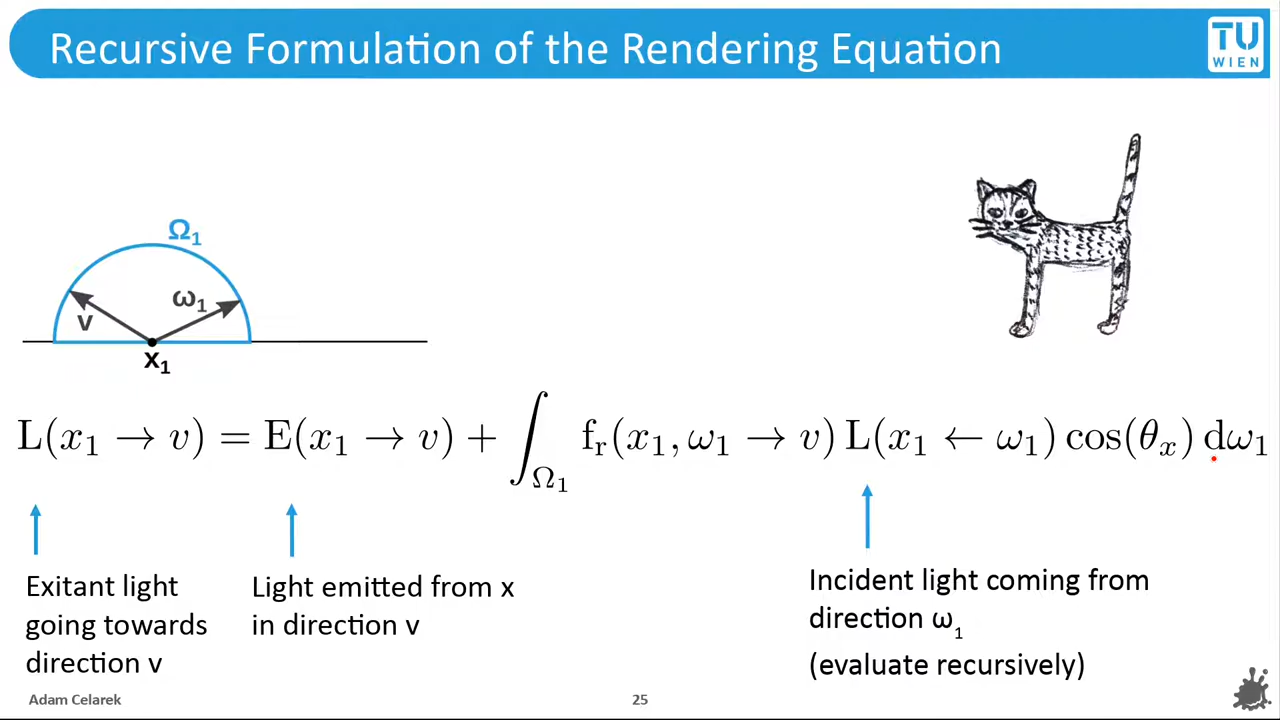 Recursive Formulation of the Rendering Equation
TU
WIEN
Ω₁
ω₁
v
x₁
L(x₁ → v) = E(x₁ → v) + ∫_Ω₁ fᵣ(x₁, ω₁ → v) L(x₁ ← ω₁) cos(θₓ) dω₁
Exitant light
going towards
direction v
Light emitted from x
in direction v
Incident light coming from
direction ω₁
(evaluate recursively)
Adam Celarek
25